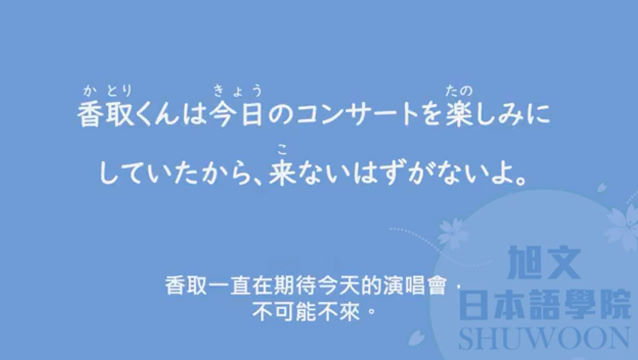 か とり きょう たの
香取くんは今日のコンサートを楽しみに
こ
していたから、来ないはずがないよ。
香取一直在期待今天的演唱會，
不可能不來。
旭文
日本語學院
SHUWOON